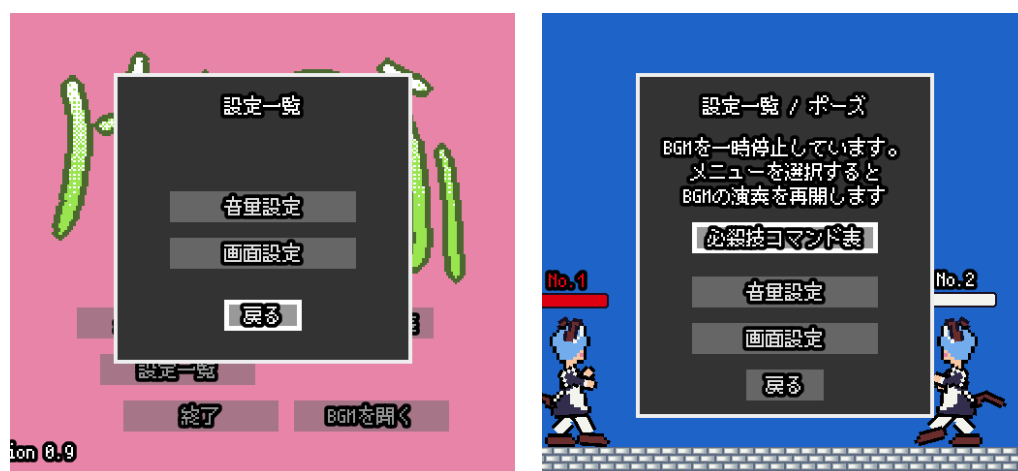 設定一覧
音量設定
画面設定
戻る
設定一覧
終了
BGMを聞く
ion 0.9
設定一覧 / ポーズ
BGMを一時停止しています。
メニューを選択すると
BGMの演奏を再開します
必殺技コマンド表
音量設定
画面設定
戻る
No.1
No.2